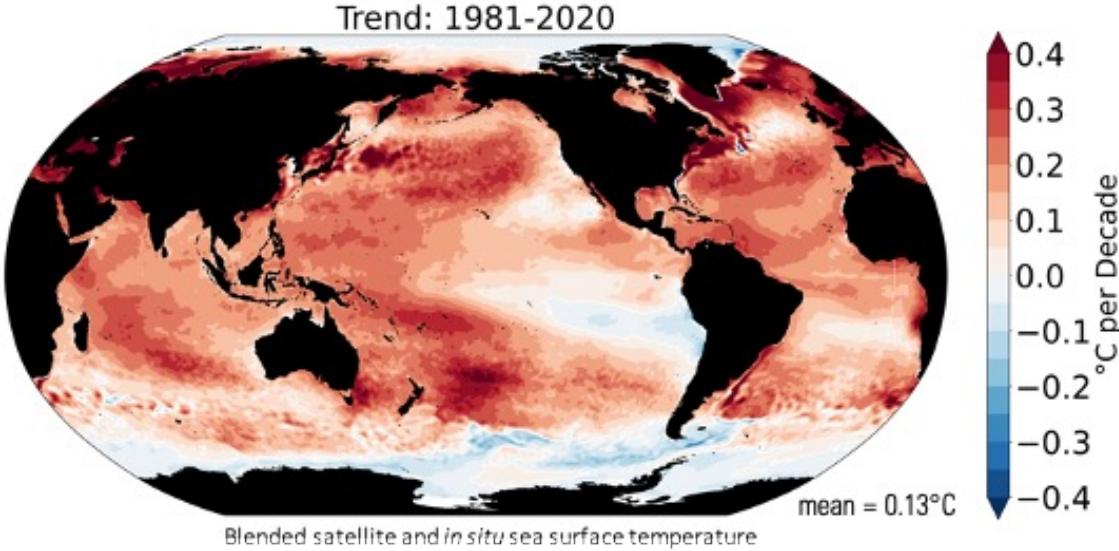 Trend: 1981-2020
0.4
0.3
0.2
0.1
0.0
−0.1
−0.2
−0.3
−0.4
°C per Decade
mean = 0.13°C
Blended satellite and in situ sea surface temperature